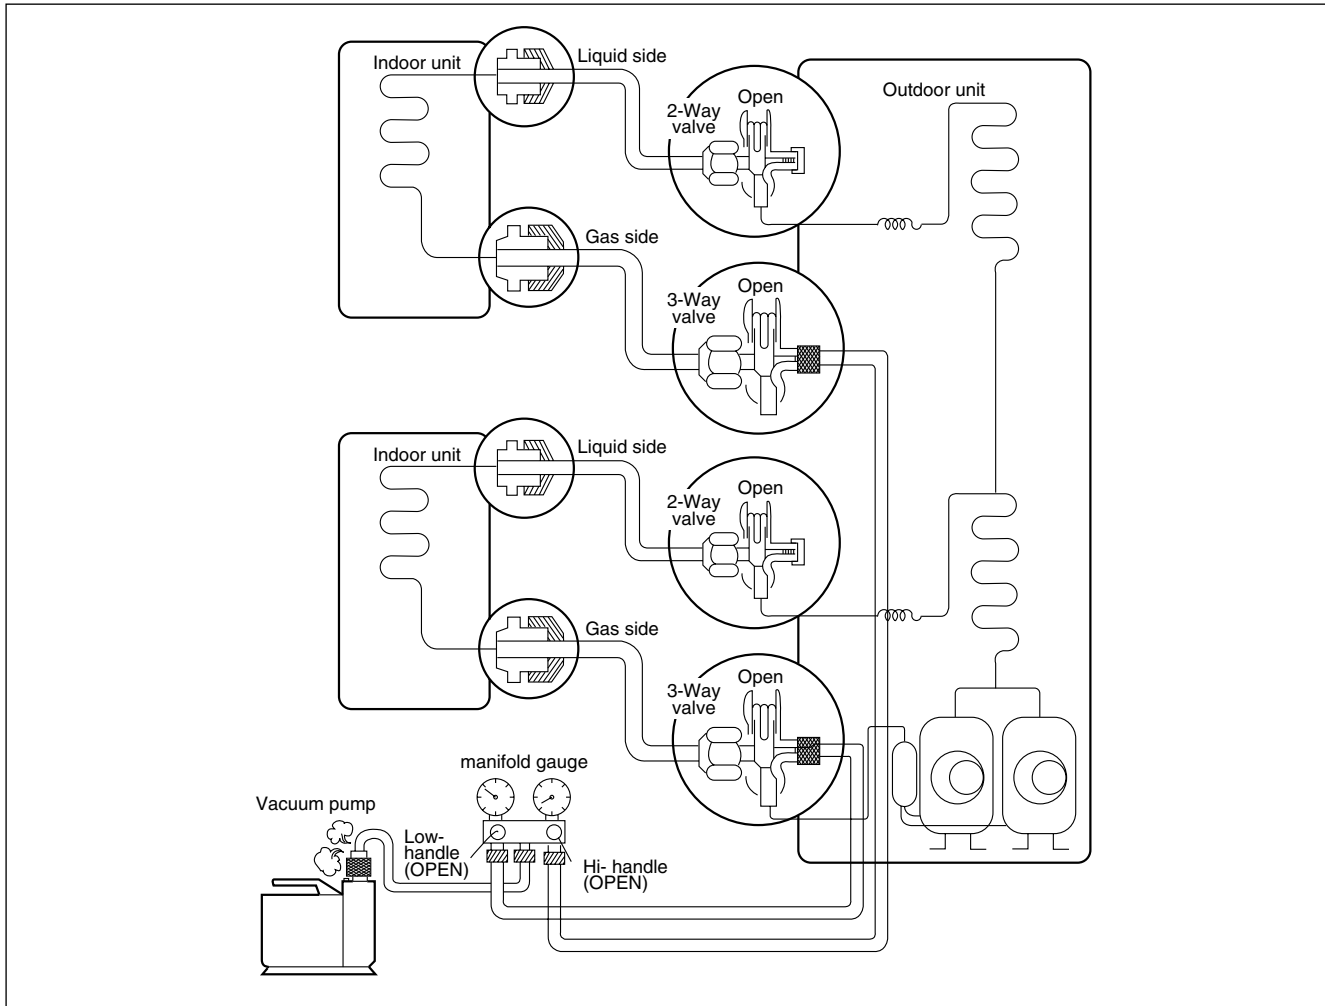 Indoor unit
Liquid side
2-Way
valve
Open
Outdoor unit
Gas side
3-Way
valve
Open
Indoor unit
Liquid side
2-Way
valve
Open
Gas side
3-Way
valve
Open
manifold gauge
Vacuum pump
Low-
handle
(OPEN)
Hi- handle
(OPEN)